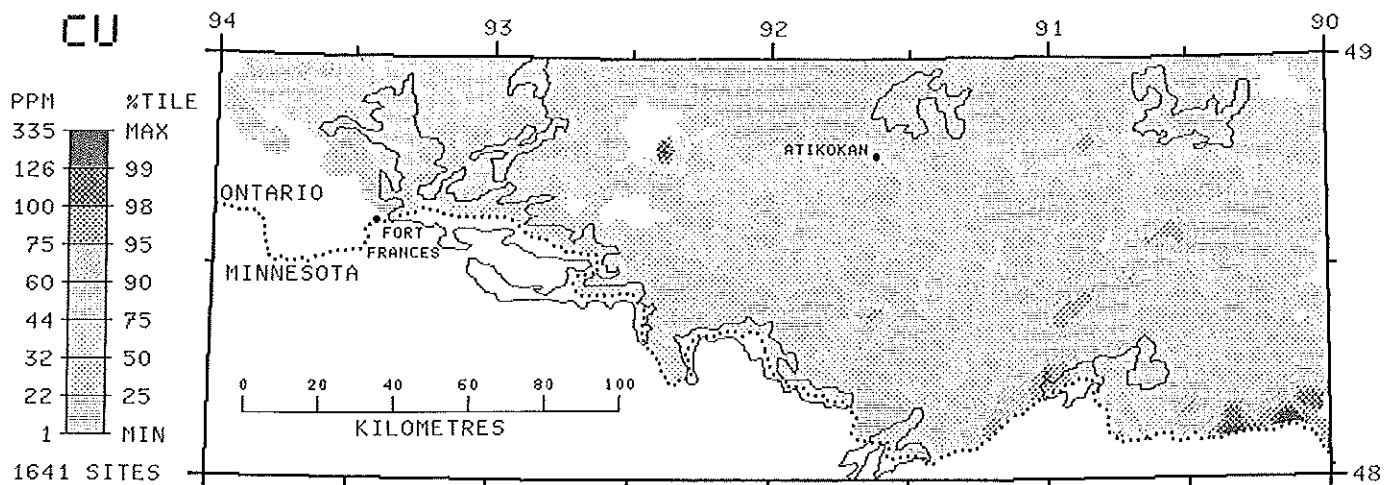 CU
94 93 92 91 90
49
PPM %TILE
335 MAX
126 99
100 98
75 95
60 90
44 75
32 50
22 25
1 MIN
1641 SITES
ATIKOKAN
ONTARIO
FORT
FRANCES
MINNESOTA
0 20 40 60 80 100
KILOMETRES
48